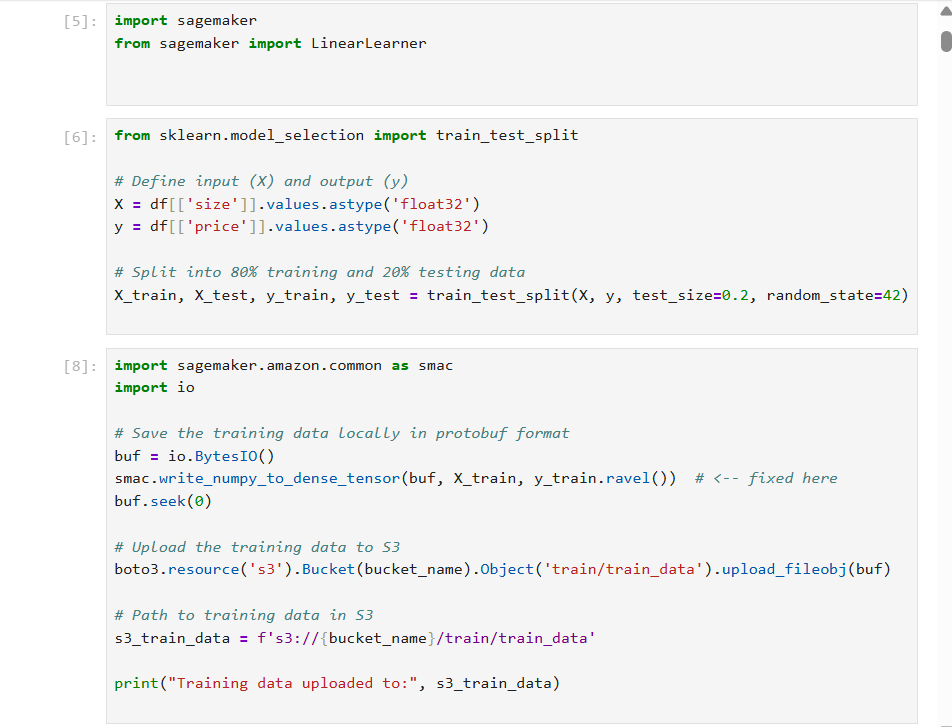 [5]:
import sagemaker
from sagemaker import LinearLearner
[6]:
from sklearn.model_selection import train_test_split
# Define input (X) and output (y)
X = df[['size']].values.astype('float32')
y = df[['price']].values.astype('float32')
# Split into 80% training and 20% testing data
X_train, X_test, y_train, y_test = train_test_split(X, y, test_size=0.2, random_state=42)
[8]:
import sagemaker.amazon.common as smac
import io
# Save the training data locally in protobuf format
buf = io.BytesIO()
smac.write_numpy_to_dense_tensor(buf, X_train, y_train.ravel())  # <-- fixed here
buf.seek(0)
# Upload the training data to S3
boto3.resource('s3').Bucket(bucket_name).Object('train/train_data').upload_fileobj(buf)
# Path to training data in S3
s3_train_data = f's3://{bucket_name}/train/train_data'
print("Training data uploaded to:", s3_train_data)